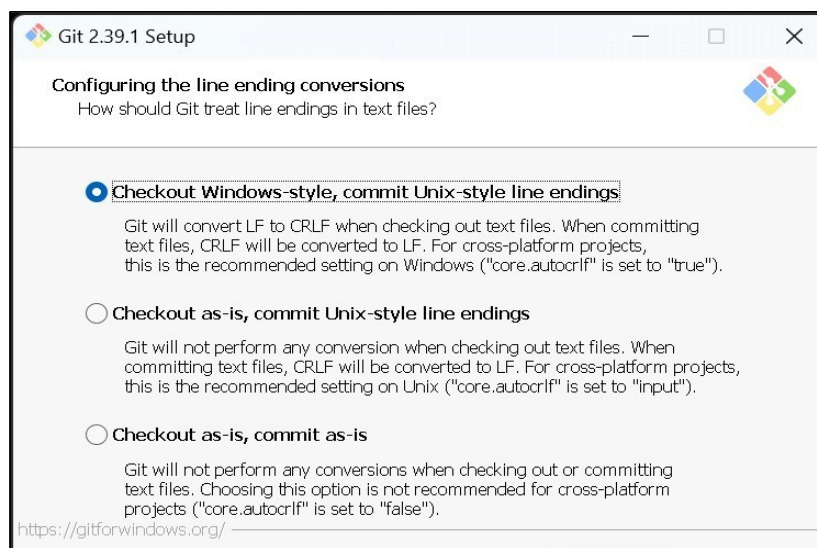 Git 2.39.1 Setup
Configuring the line ending conversions
How should Git treat line endings in text files?
Checkout Windows-style, commit Unix-style line endings
Git will convert LF to CRLF when checking out text files. When committing
text files, CRLF will be converted to LF. For cross-platform projects,
this is the recommended setting on Windows ("core.autocrlf" is set to "true").
Checkout as-is, commit Unix-style line endings
Git will not perform any conversion when checking out text files. When
committing text files, CRLF will be converted to LF. For cross-platform projects,
this is the recommended setting on Unix ("core.autocrlf" is set to "input").
Checkout as-is, commit as-is
Git will not perform any conversions when checking out or committing
text files. Choosing this option is not recommended for cross-platform
projects ("core.autocrlf" is set to "false").
https://gitforwindows.org/